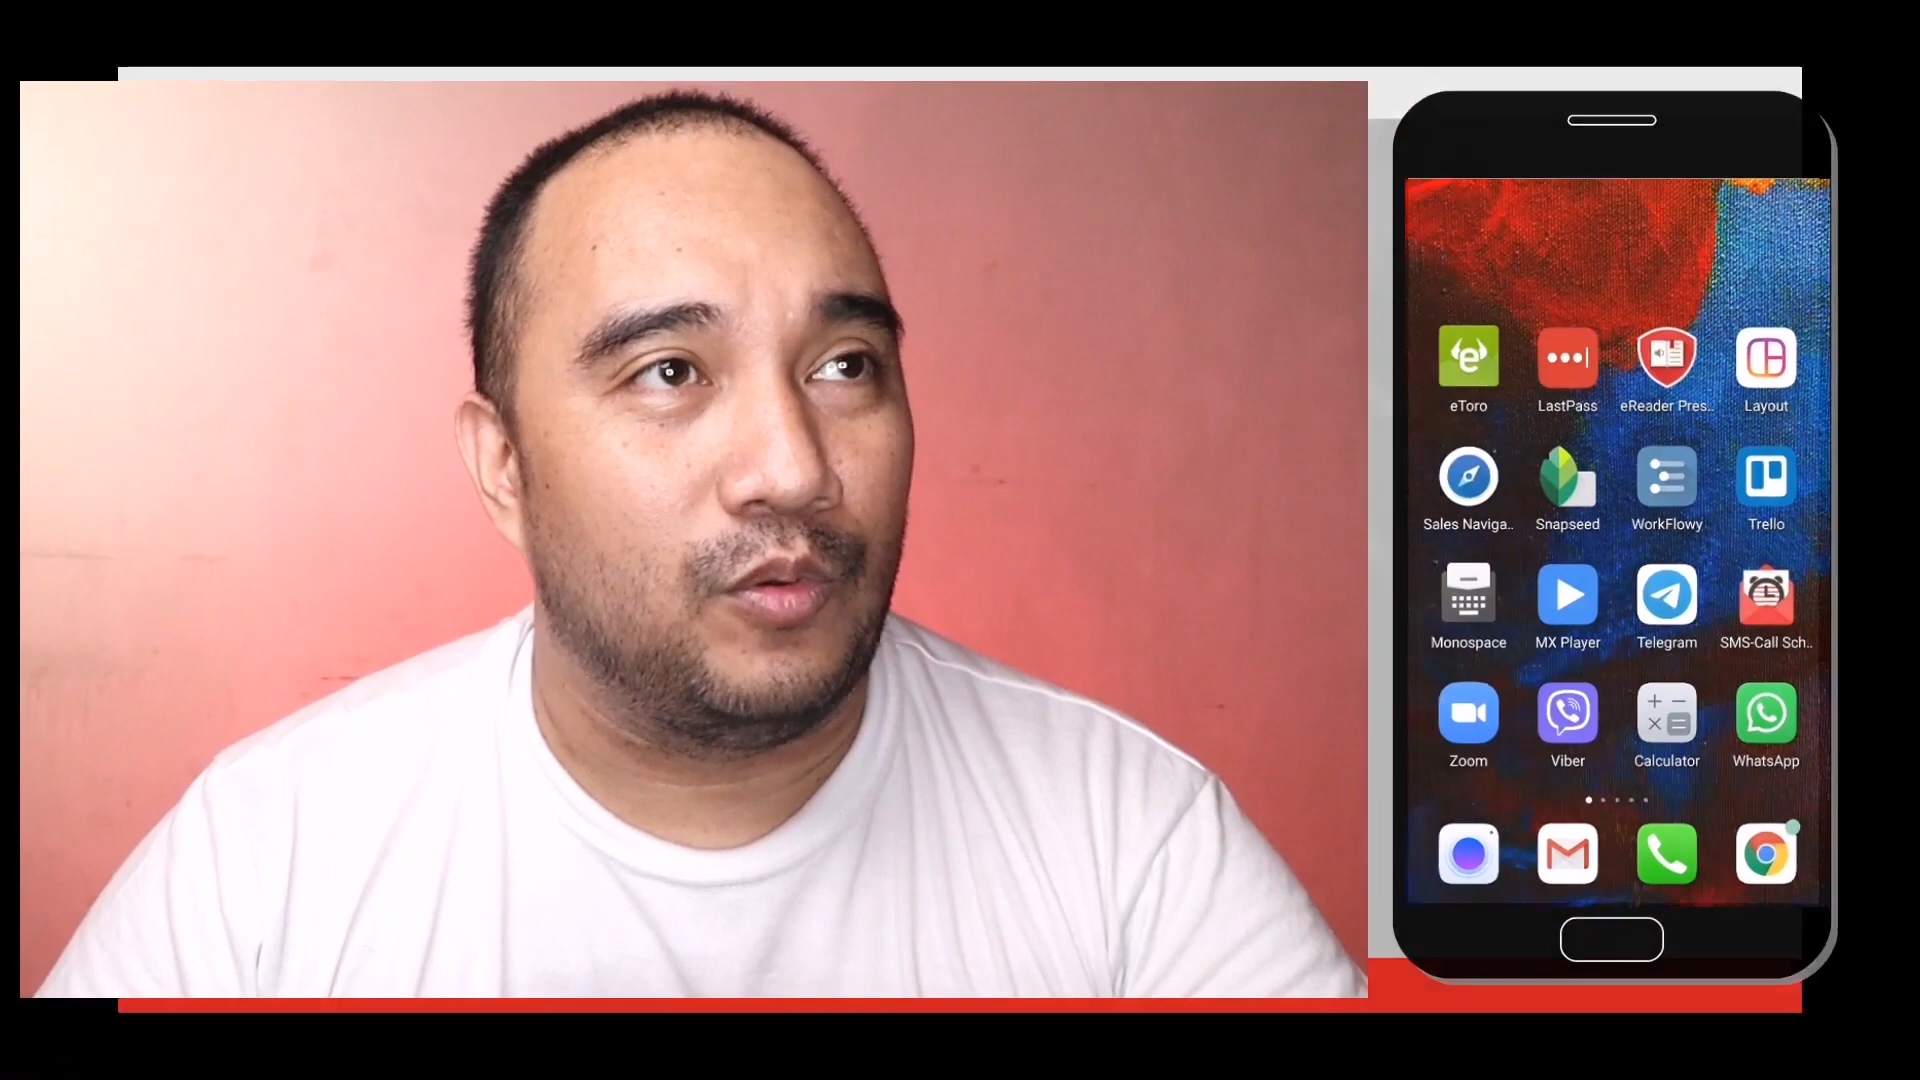 eToro LastPass eReader Pres.. Layout
Sales Naviga.. Snapseed WorkFlowy Trello
Monospace MX Player Telegram SMS-Call Sch..
Zoom Viber Calculator WhatsApp